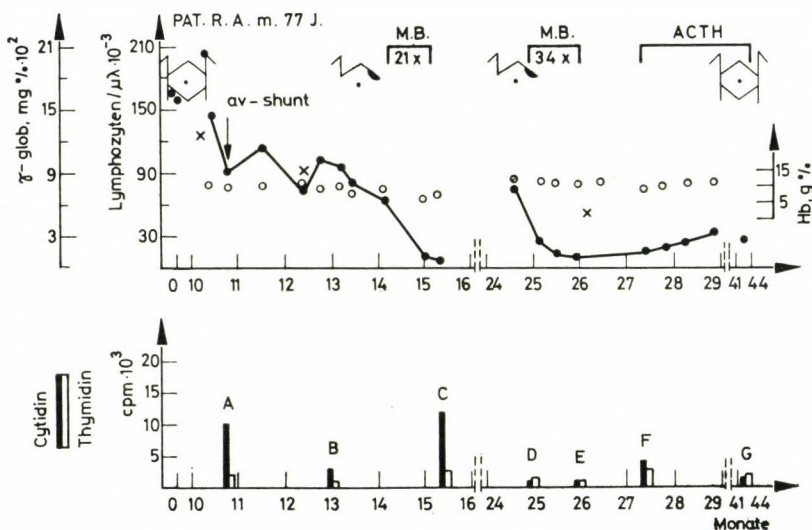 PAT. R. A. m. 77 J.
M.B.
21 x
M.B.
34 x
ACTH
av-shunt
γ-glob, mg %·10²
21
15
9
3
Lymphozyten/μλ·10⁻³
210
150
90
30
Hb, g %
15
5
0 10 11 12 13 14 15 16 24 25 26 27 28 29 41 44
Cytidin
Thymidin
cpm·10³
20
15
10
5
A B C D E F G
0 10 11 12 13 14 15 16 24 25 26 27 28 29 41 44
Monate